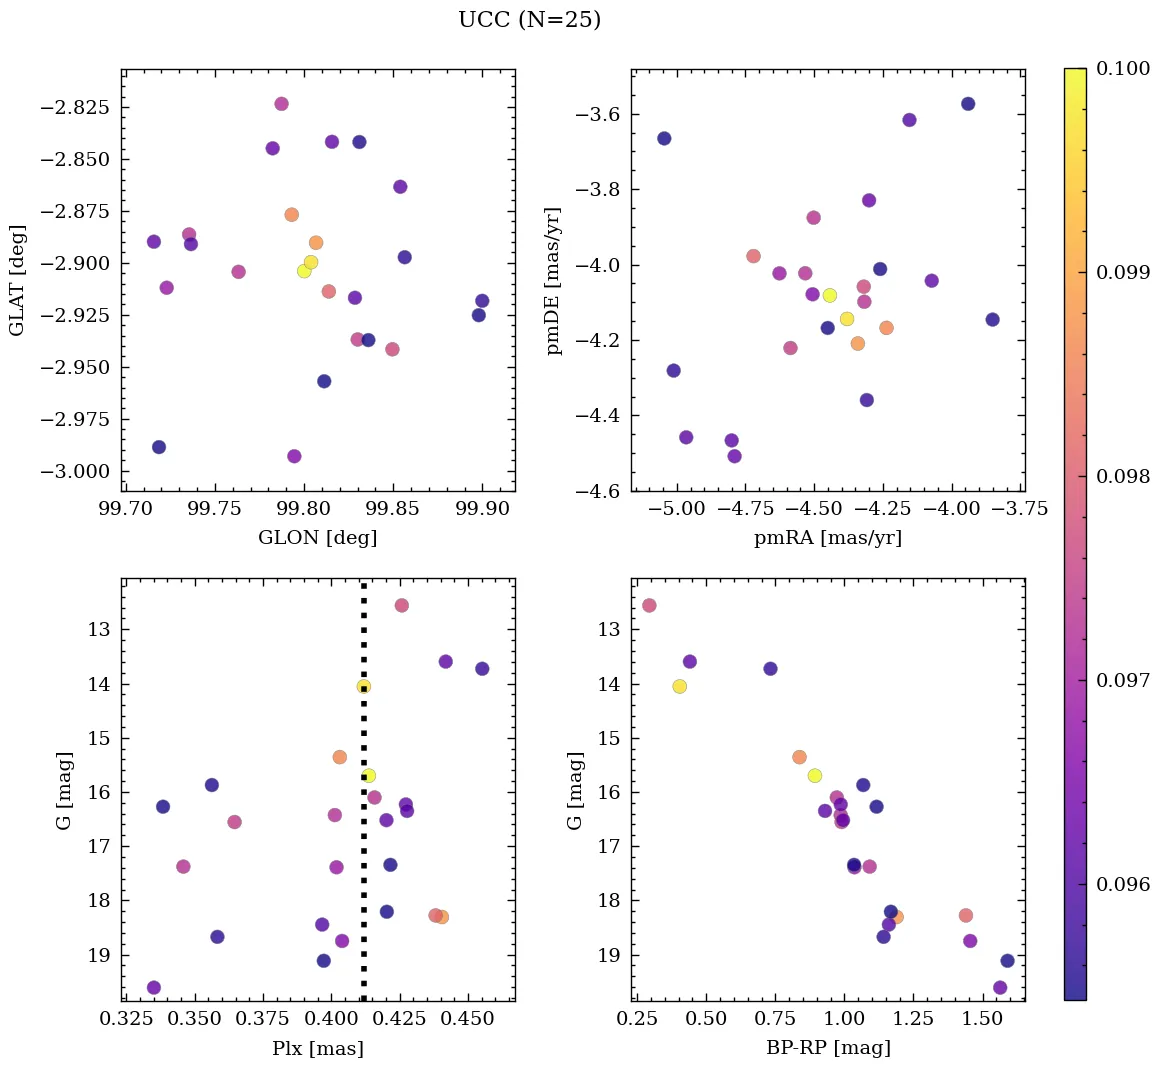 UCC (N=25)
−2.825
−2.850
−2.875
−2.900
−2.925
−2.950
−2.975
−3.000
GLAT [deg]
99.70 99.75 99.80 99.85 99.90
GLON [deg]
−3.6
−3.8
−4.0
−4.2
−4.4
−4.6
pmDE [mas/yr]
−5.00 −4.75 −4.50 −4.25 −4.00 −3.75
pmRA [mas/yr]
13
14
15
16
17
18
19
G [mag]
0.325 0.350 0.375 0.400 0.425 0.450
Plx [mas]
13
14
15
16
17
18
19
G [mag]
0.25 0.50 0.75 1.00 1.25 1.50
BP-RP [mag]
0.100
0.099
0.098
0.097
0.096